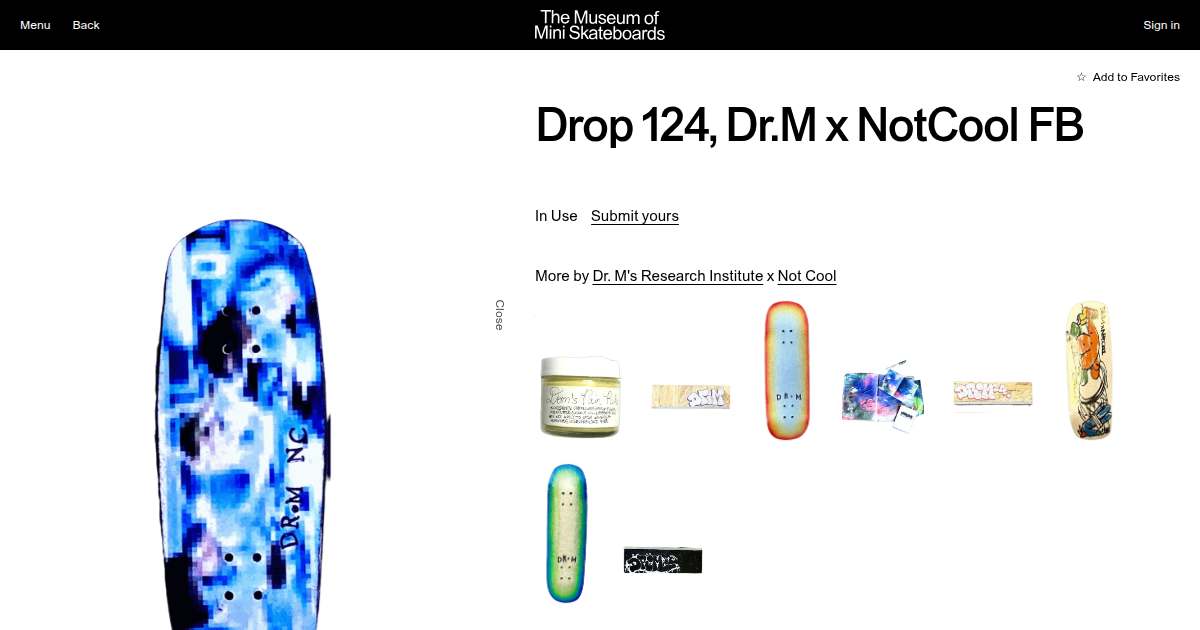 Menu
Back
The Museum of
Mini Skateboards
Sign in
☆ Add to Favorites
Drop 124, Dr.M x NotCool FB
In Use Submit yours
More by Dr. M's Research Institute x Not Cool
Close
DR•M NC
DR•M
DR•M